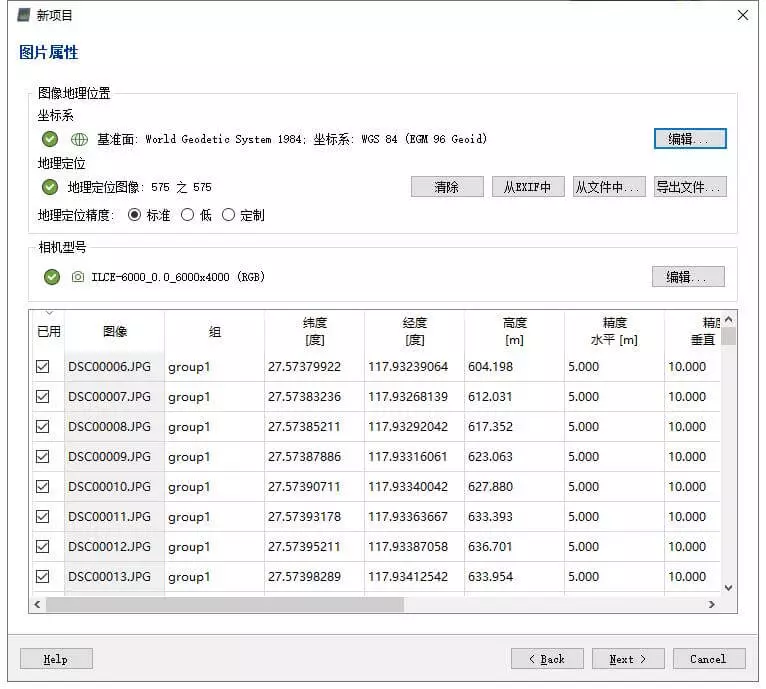 新项目
图片属性
图像地理位置
坐标系
基准面: World Geodetic System 1984; 坐标系: WGS 84 (EGM 96 Geoid) 编辑...
地理定位
地理定位图像: 575 之 575 清除 从EXIF中 从文件中... 导出文件...
地理定位精度: 标准 低 定制
相机型号
ILCE-6000_0.0_6000x4000 (RGB) 编辑...
已用 图像 组 纬度 [度] 经度 [度] 高度 [m] 精度 水平 [m] 精度 垂直
DSC00006.JPG group1 27.57379922 117.93239064 604.198 5.000 10.000
DSC00007.JPG group1 27.57383236 117.93268139 612.031 5.000 10.000
DSC00008.JPG group1 27.57385211 117.93292042 617.352 5.000 10.000
DSC00009.JPG group1 27.57387886 117.93316061 623.063 5.000 10.000
DSC00010.JPG group1 27.57390711 117.93340042 627.880 5.000 10.000
DSC00011.JPG group1 27.57393178 117.93363667 633.393 5.000 10.000
DSC00012.JPG group1 27.57395211 117.93387058 636.701 5.000 10.000
DSC00013.JPG group1 27.57398289 117.93412542 633.954 5.000 10.000
Help < Back Next > Cancel